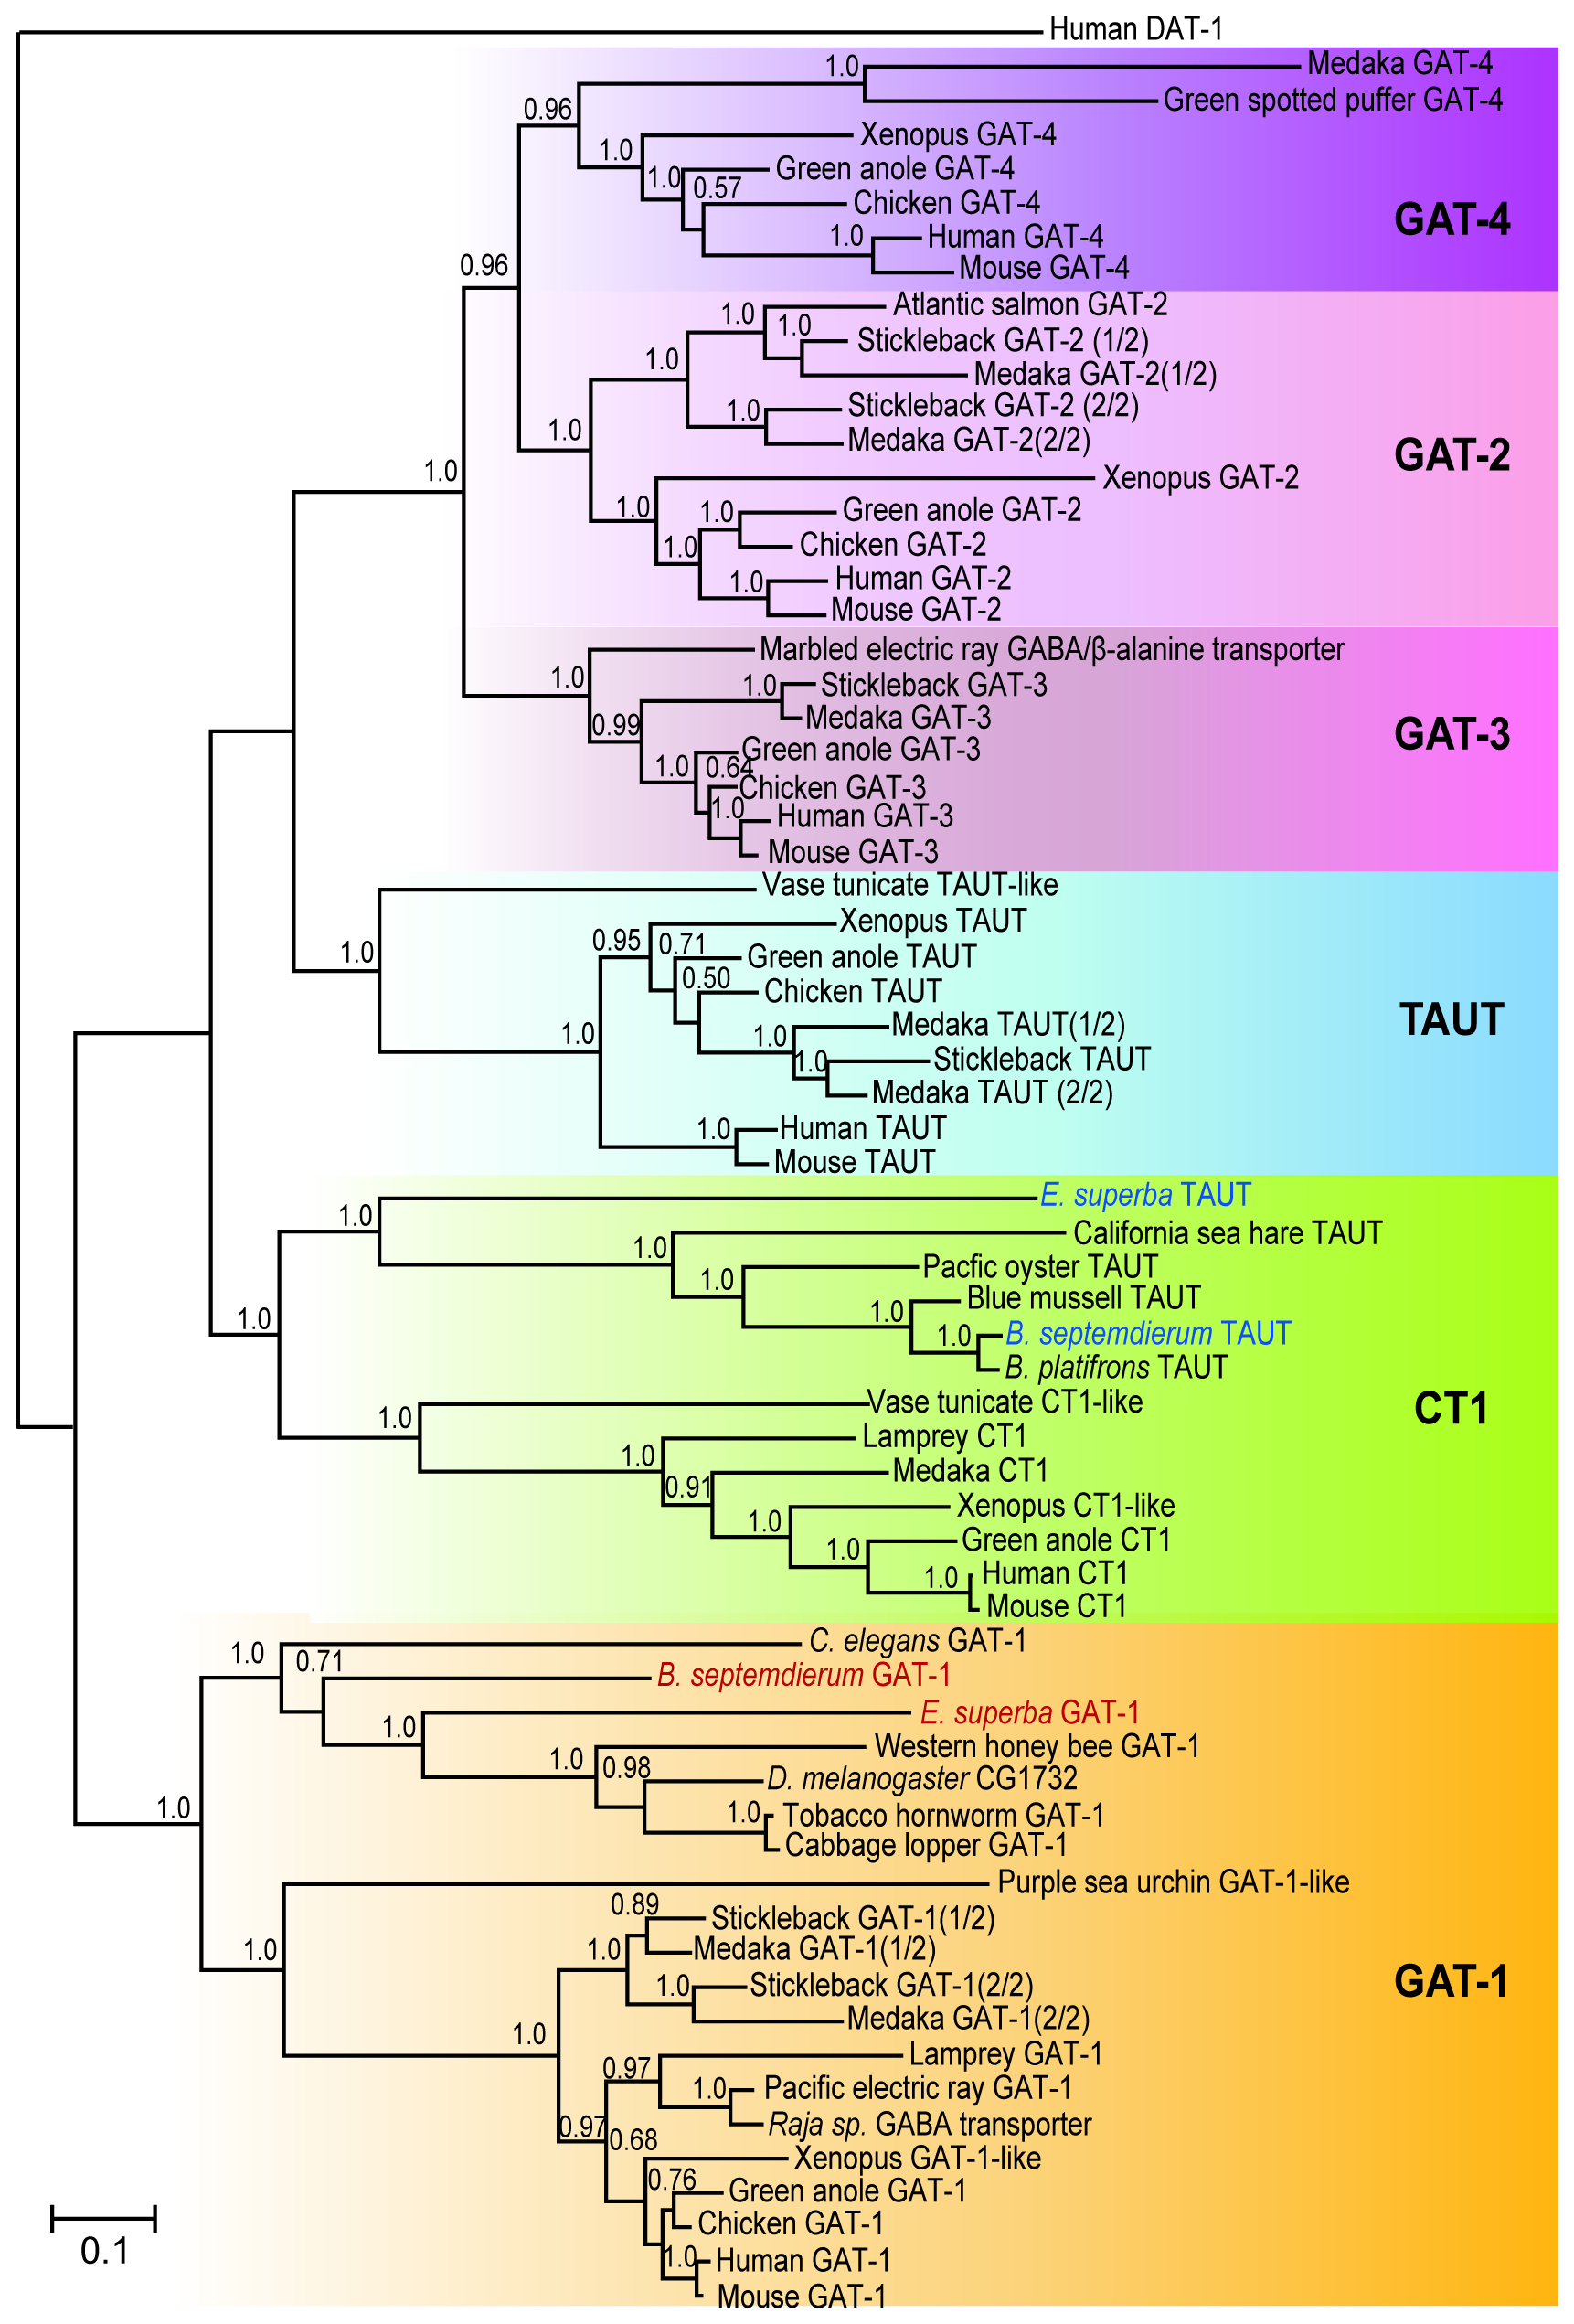 Human DAT-1
1.0
Medaka GAT-4
Green spotted puffer GAT-4
0.96
Xenopus GAT-4
1.0
Green anole GAT-4
1.0
0.57
Chicken GAT-4
GAT-4
1.0
Human GAT-4
Mouse GAT-4
0.96
Atlantic salmon GAT-2
1.0
1.0
Stickleback GAT-2 (1/2)
1.0
Medaka GAT-2(1/2)
Stickleback GAT-2 (2/2)
1.0
1.0
Medaka GAT-2(2/2)
GAT-2
1.0
Xenopus GAT-2
1.0
1.0
Green anole GAT-2
1.0
Chicken GAT-2
1.0
Human GAT-2
Mouse GAT-2
Marbled electric ray GABA/β-alanine transporter
1.0
1.0
Stickleback GAT-3
0.99
Medaka GAT-3
GAT-3
Green anole GAT-3
1.0
0.64
Chicken GAT-3
1.0
Human GAT-3
Mouse GAT-3
Vase tunicate TAUT-like
Xenopus TAUT
1.0
0.95
0.71
Green anole TAUT
0.50
Chicken TAUT
TAUT
1.0
1.0
Medaka TAUT(1/2)
1.0
Stickleback TAUT
Medaka TAUT (2/2)
1.0
Human TAUT
Mouse TAUT
E. superba TAUT
1.0
California sea hare TAUT
1.0
Pacfic oyster TAUT
1.0
Blue mussell TAUT
1.0
1.0
1.0
B. septemdierum TAUT
B. platifrons TAUT
Vase tunicate CT1-like
CT1
1.0
Lamprey CT1
1.0
Medaka CT1
0.91
Xenopus CT1-like
1.0
Green anole CT1
1.0
Human CT1
1.0
Mouse CT1
C. elegans GAT-1
1.0
0.71
B. septemdierum GAT-1
E. superba GAT-1
1.0
Western honey bee GAT-1
1.0
0.98
D. melanogaster CG1732
1.0
1.0
Tobacco hornworm GAT-1
Cabbage lopper GAT-1
Purple sea urchin GAT-1-like
0.89
Stickleback GAT-1(1/2)
1.0
1.0
Medaka GAT-1(1/2)
GAT-1
1.0
Stickleback GAT-1(2/2)
Medaka GAT-1(2/2)
1.0
Lamprey GAT-1
0.97
1.0
Pacific electric ray GAT-1
0.97
Raja sp. GABA transporter
0.68
Xenopus GAT-1-like
0.76
Green anole GAT-1
Chicken GAT-1
1.0
Human GAT-1
Mouse GAT-1
0.1